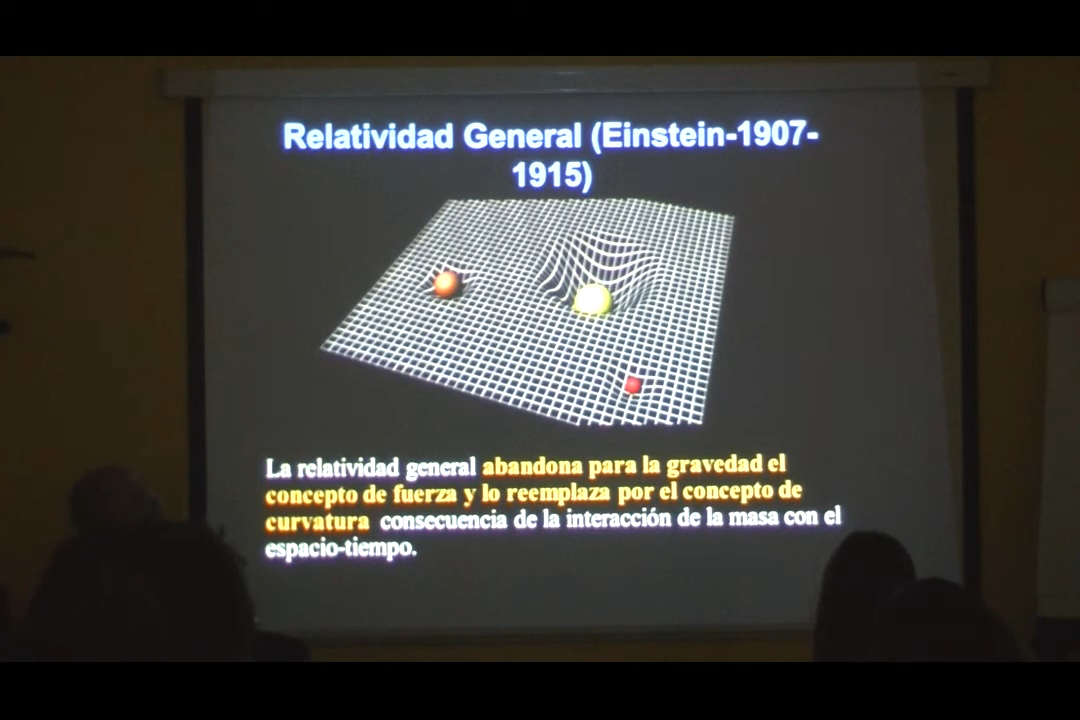 Relatividad General (Einstein-1907-
1915)
La relatividad general abandona para la gravedad el
concepto de fuerza y lo reemplaza por el concepto de
curvatura consecuencia de la interacción de la masa con el
espacio-tiempo.